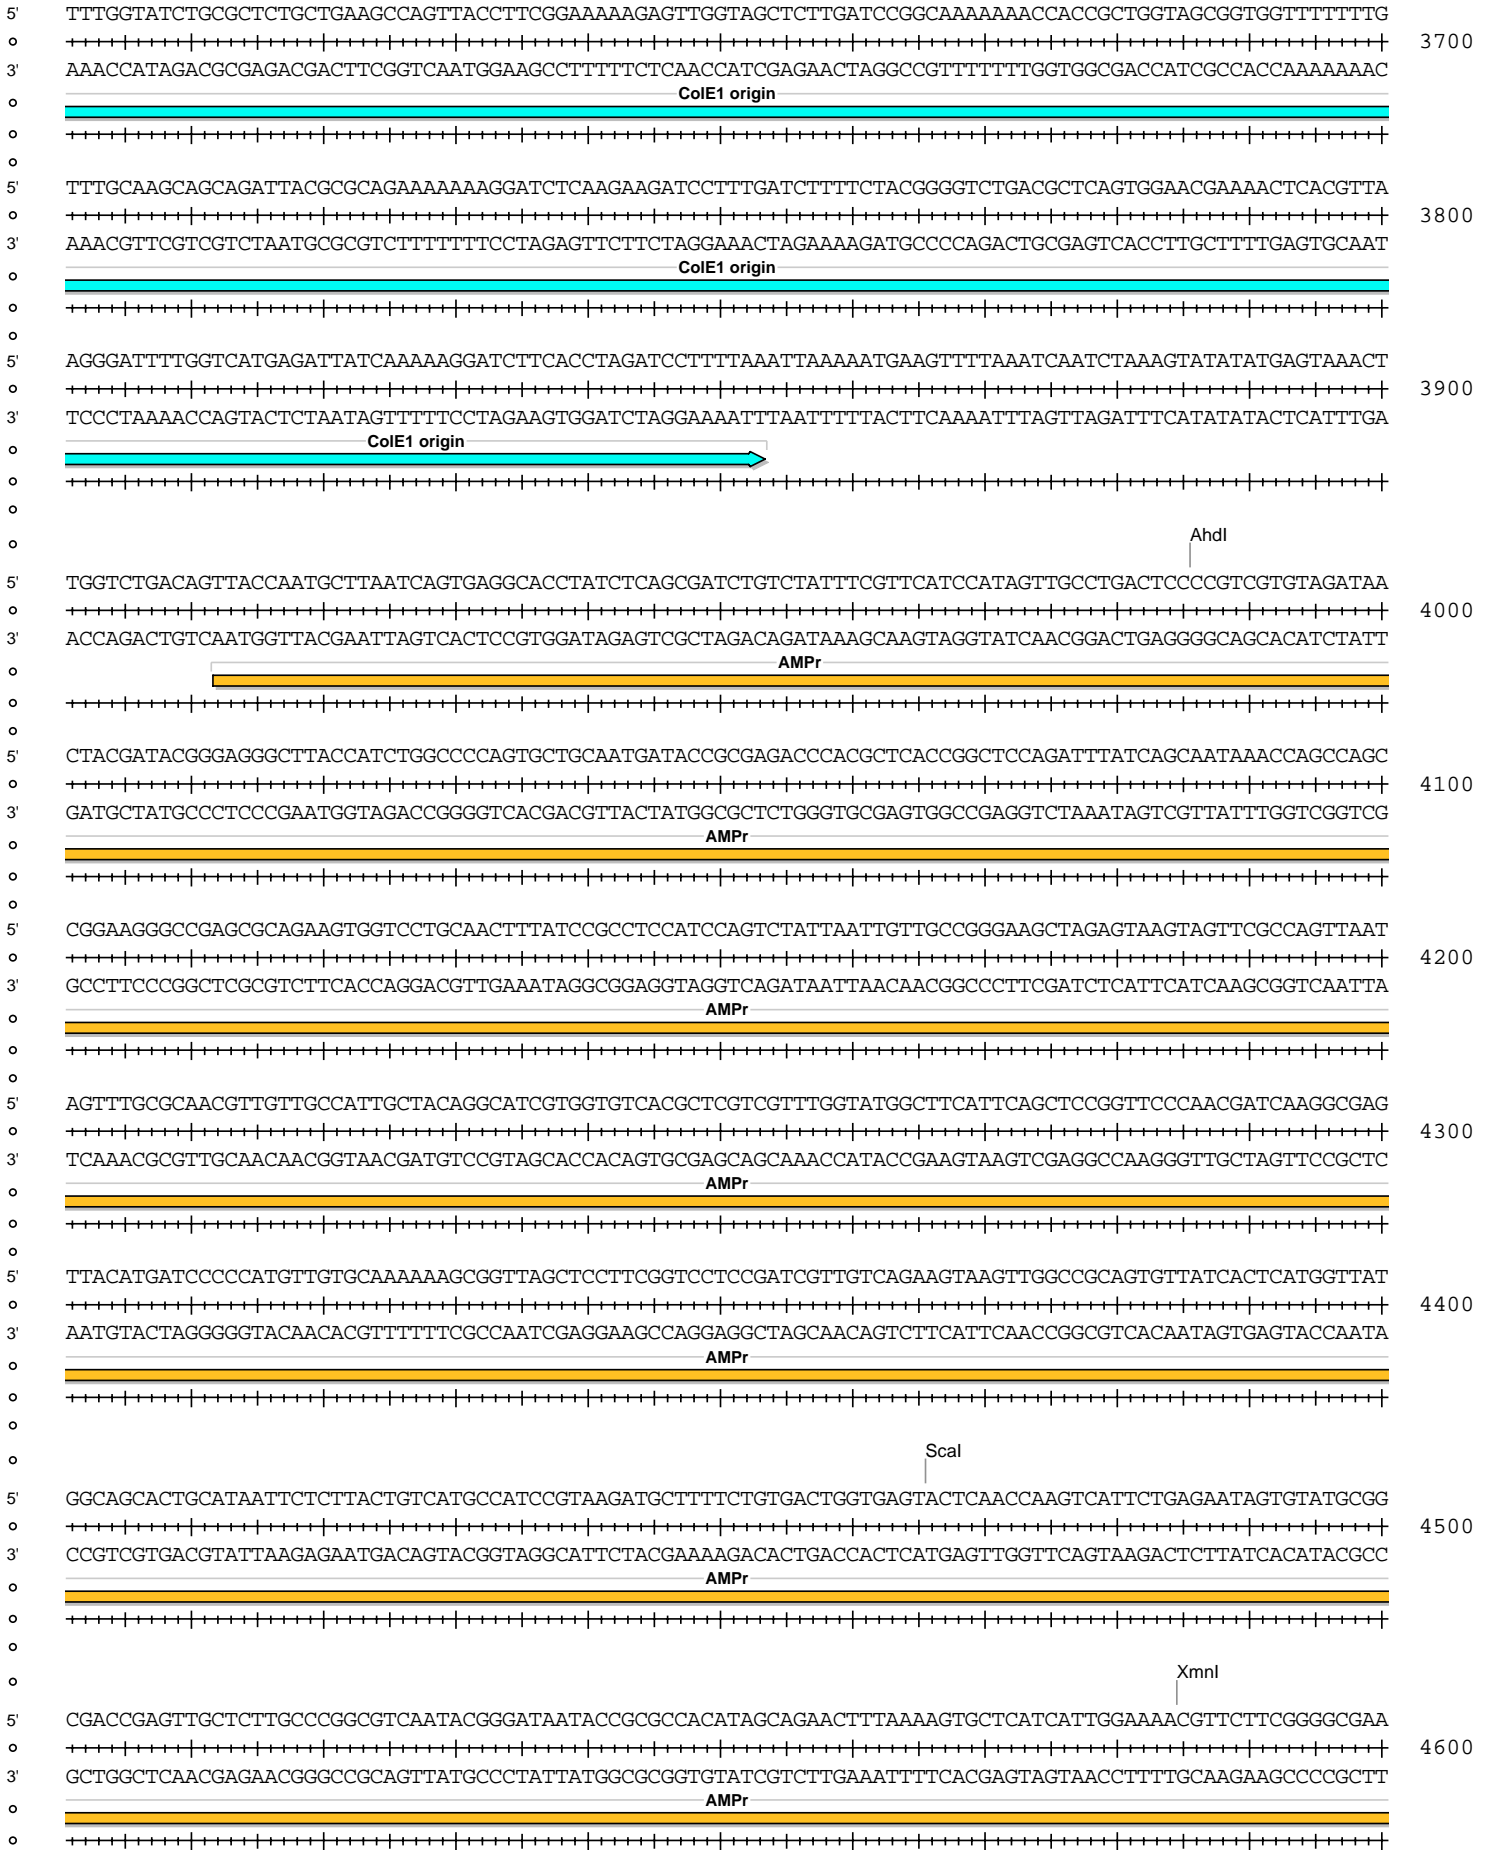 5' TTTGGTATCTGCGCTCTGCTGAAGCCAGTTACCTTCGGAAAAAGAGTTGGTAGCTCTTGATCCGGCAAAAAAACCACCGCTGGTAGCGGTGGTTTTTTTG
3700
3' AAACCATAGACGCGAGACGACTTCGGTCAATGGAAGCCTTTTTCTCAACCATCGAGAACTAGGCCGTTTTTTTGGTGGCGACCATCGCCACCAAAAAAAC
ColE1 origin
5' TTTGCAAGCAGCAGATTACGCGCAGAAAAAAAGGATCTCAAGAAGATCCTTTGATCTTTTCTACGGGGTCTGACGCTCAGTGGAACGAAAACTCACGTTA
3800
3' AAACGTTCGTCGTCTAATGCGCGTCTTTTTTTCCTAGAGTTCTTCTAGGAAACTAGAAAAGATGCCCCAGACTGCGAGTCACCTTGCTTTTGAGTGCAAT
ColE1 origin
5' AGGGATTTTGGTCATGAGATTATCAAAAAGGATCTTCACCTAGATCCTTTTAAATTAAAAATGAAGTTTTAAATCAATCTAAAGTATATATGAGTAAACT
3900
3' TCCCTAAAACCAGTACTCTAATAGTTTTTCCTAGAAGTGGATCTAGGAAAATTTAATTTTTACTTCAAAATTTAGTTAGATTTCATATATACTCATTTGA
ColE1 origin
AhdI
5' TGGTCTGACAGTTACCAATGCTTAATCAGTGAGGCACCTATCTCAGCGATCTGTCTATTTCGTTCATCCATAGTTGCCTGACTCCCCGTCGTGTAGATAA
4000
3' ACCAGACTGTCAATGGTTACGAATTAGTCACTCCGTGGATAGAGTCGCTAGACAGATAAAGCAAGTAGGTATCAACGGACTGAGGGGCAGCACATCTATT
AMPr
5' CTACGATACGGGAGGGCTTACCATCTGGCCCCAGTGCTGCAATGATACCGCGAGACCCACGCTCACCGGCTCCAGATTTATCAGCAATAAACCAGCCAGC
4100
3' GATGCTATGCCCTCCCGAATGGTAGACCGGGGTCACGACGTTACTATGGCGCTCTGGGTGCGAGTGGCCGAGGTCTAAATAGTCGTTATTTGGTCGGTCG
AMPr
5' CGGAAGGGCCGAGCGCAGAAGTGGTCCTGCAACTTTATCCGCCTCCATCCAGTCTATTAATTGTTGCCGGGAAGCTAGAGTAAGTAGTTCGCCAGTTAAT
4200
3' GCCTTCCCGGCTCGCGTCTTCACCAGGACGTTGAAATAGGCGGAGGTAGGTCAGATAATTAACAACGGCCCTTCGATCTCATTCATCAAGCGGTCAATTA
AMPr
5' AGTTTGCGCAACGTTGTTGCCATTGCTACAGGCATCGTGGTGTCACGCTCGTCGTTTGGTATGGCTTCATTCAGCTCCGGTTCCCAACGATCAAGGCGAG
4300
3' TCAAACGCGTTGCAACAACGGTAACGATGTCCGTAGCACCACAGTGCGAGCAGCAAACCATACCGAAGTAAGTCGAGGCCAAGGGTTGCTAGTTCCGCTC
AMPr
5' TTACATGATCCCCCATGTTGTGCAAAAAAGCGGTTAGCTCCTTCGGTCCTCCGATCGTTGTCAGAAGTAAGTTGGCCGCAGTGTTATCACTCATGGTTAT
4400
3' AATGTACTAGGGGGTACAACACGTTTTTTCGCCAATCGAGGAAGCCAGGAGGCTAGCAACAGTCTTCATTCAACCGGCGTCACAATAGTGAGTACCAATA
AMPr
ScaI
5' GGCAGCACTGCATAATTCTCTTACTGTCATGCCATCCGTAAGATGCTTTTCTGTGACTGGTGAGTACTCAACCAAGTCATTCTGAGAATAGTGTATGCGG
4500
3' CCGTCGTGACGTATTAAGAGAATGACAGTACGGTAGGCATTCTACGAAAAGACACTGACCACTCATGAGTTGGTTCAGTAAGACTCTTATCACATACGCC
AMPr
XmnI
5' CGACCGAGTTGCTCTTGCCCGGCGTCAATACGGGATAATACCGCGCCACATAGCAGAACTTTAAAAGTGCTCATCATTGGAAAACGTTCTTCGGGGCGAA
4600
3' GCTGGCTCAACGAGAACGGGCCGCAGTTATGCCCTATTATGGCGCGGTGTATCGTCTTGAAATTTTCACGAGTAGTAACCTTTTGCAAGAAGCCCCGCTT
AMPr